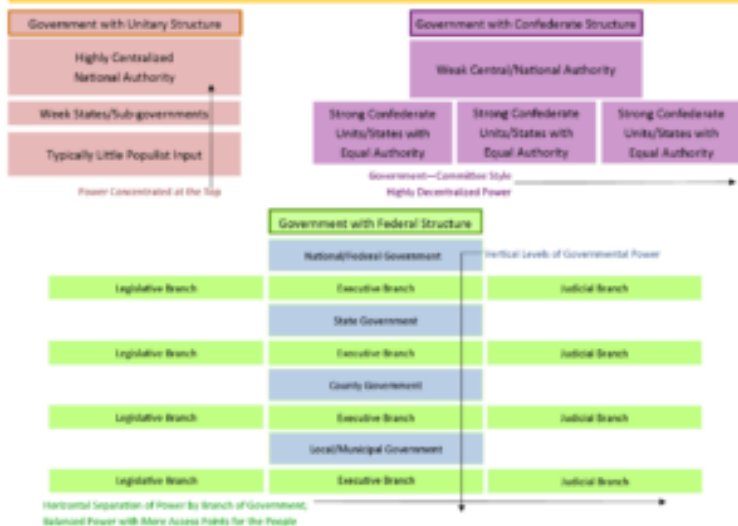 Government with Unitary Structure
Highly Centralized
National Authority
Week States/Sub-governments
Typically Little Populist Input
Power Concentrated at the Top
Government with Confederate Structure
Weak Central/National Authority
Strong Confederate
Units/States with
Equal Authority
Strong Confederate
Units/States with
Equal Authority
Strong Confederate
Units/States with
Equal Authority
Government—Committee Style
Highly Decentralized Power
Government with Federal Structure
National/Federal Government
Vertical Levels of Governmental Power
Legislative Branch
Executive Branch
Judicial Branch
State Government
Legislative Branch
Executive Branch
Judicial Branch
County Government
Legislative Branch
Executive Branch
Judicial Branch
Local/Municipal Government
Legislative Branch
Executive Branch
Judicial Branch
Horizontal Separation of Power by Branch of Government,
Balanced Power with More Access Points for the People